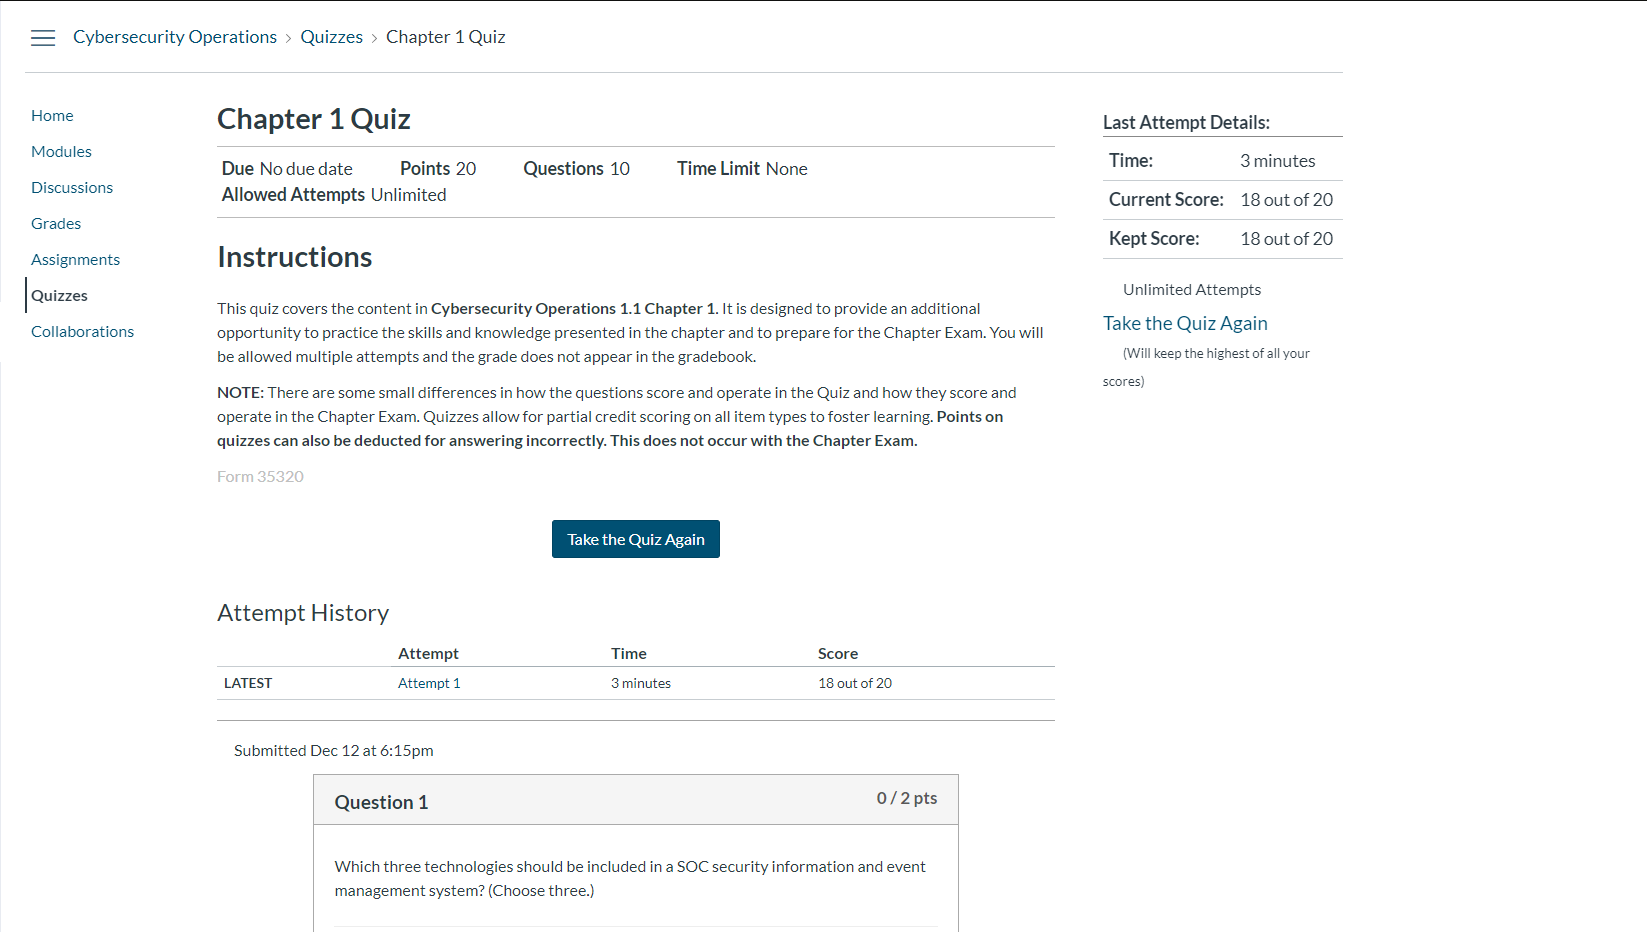 Cybersecurity Operations › Quizzes › Chapter 1 Quiz
Home
Modules
Discussions
Grades
Assignments
Quizzes
Collaborations
Chapter 1 Quiz
Due No due date Points 20 Questions 10 Time Limit None
Allowed Attempts Unlimited
Instructions
This quiz covers the content in Cybersecurity Operations 1.1 Chapter 1. It is designed to provide an additional
opportunity to practice the skills and knowledge presented in the chapter and to prepare for the Chapter Exam. You will
be allowed multiple attempts and the grade does not appear in the gradebook.
NOTE: There are some small differences in how the questions score and operate in the Quiz and how they score and
operate in the Chapter Exam. Quizzes allow for partial credit scoring on all item types to foster learning. Points on
quizzes can also be deducted for answering incorrectly. This does not occur with the Chapter Exam.
Form 35320
Take the Quiz Again
Attempt History
Attempt Time Score
LATEST Attempt 1 3 minutes 18 out of 20
Submitted Dec 12 at 6:15pm
Question 1 0 / 2 pts
Which three technologies should be included in a SOC security information and event
management system? (Choose three.)
Last Attempt Details:
Time: 3 minutes
Current Score: 18 out of 20
Kept Score: 18 out of 20
Unlimited Attempts
Take the Quiz Again
(Will keep the highest of all your
scores)